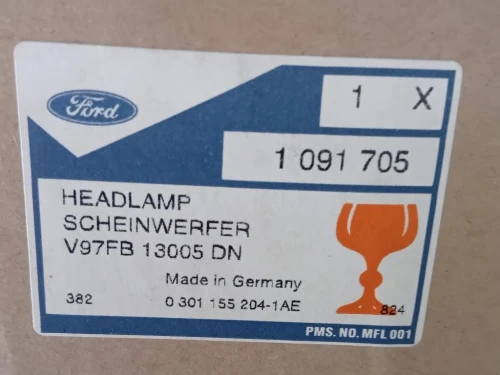 Ford
1 X
1 091 705
HEADLAMP
SCHEINWERFER
V97FB 13005 DN
Made in Germany
382 0 301 155 204-1AE 824
PMS. NO. MFL 001